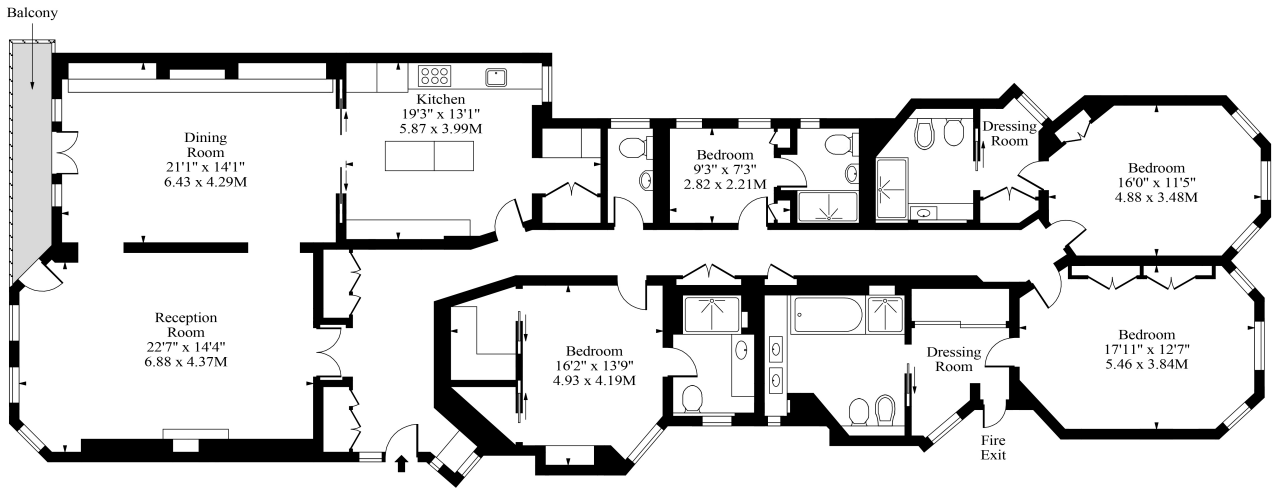 Balcony
Dining
Room
21'1" x 14'1"
6.43 x 4.29M
Kitchen
19'3" x 13'1"
5.87 x 3.99M
Bedroom
9'3" x 7'3"
2.82 x 2.21M
Dressing
Room
Bedroom
16'0" x 11'5"
4.88 x 3.48M
Reception
Room
22'7" x 14'4"
6.88 x 4.37M
Bedroom
16'2" x 13'9"
4.93 x 4.19M
Dressing
Room
Bedroom
17'11" x 12'7"
5.46 x 3.84M
Fire
Exit